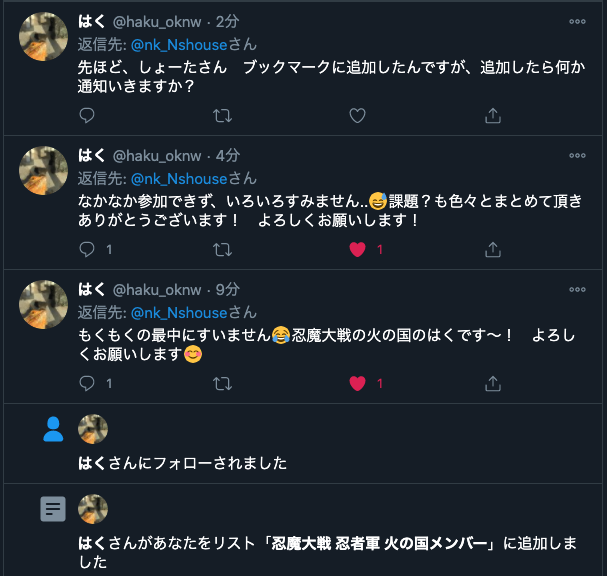 はく @haku_oknw · 2分
返信先: @nk_Nshouseさん
先ほど、しょーたさん　ブックマークに追加したんですが、追加したら何か
通知いきますか？
はく @haku_oknw · 4分
返信先: @nk_Nshouseさん
なかなか参加できず、いろいろすみません..😅課題？も色々とまとめて頂き
ありがとうございます！　よろしくお願いします！
1 1
はく @haku_oknw · 9分
返信先: @nk_Nshouseさん
もくもくの最中にすいません😂忍魔大戦の火の国のはくです〜！　よろし
くお願いします😊
1 1
はくさんにフォローされました
はくさんがあなたをリスト「忍魔大戦 忍者軍 火の国メンバー」に追加しま
した